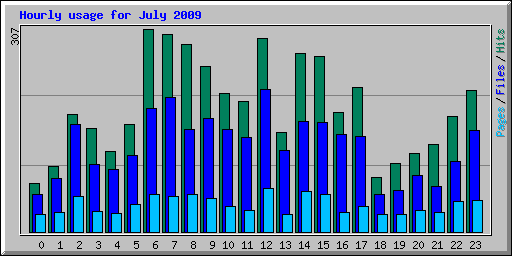 Hourly usage for July 2009
307
Pages / Files / Hits
0 1 2 3 4 5 6 7 8 9 10 11 12 13 14 15 16 17 18 19 20 21 22 23